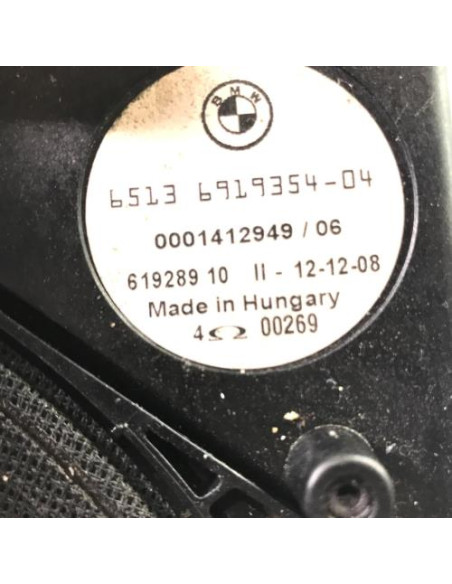 BMW
6513 6919354-04
0001412949 / 06
619289 10 II - 12-12-08
Made in Hungary
4Ω 00269